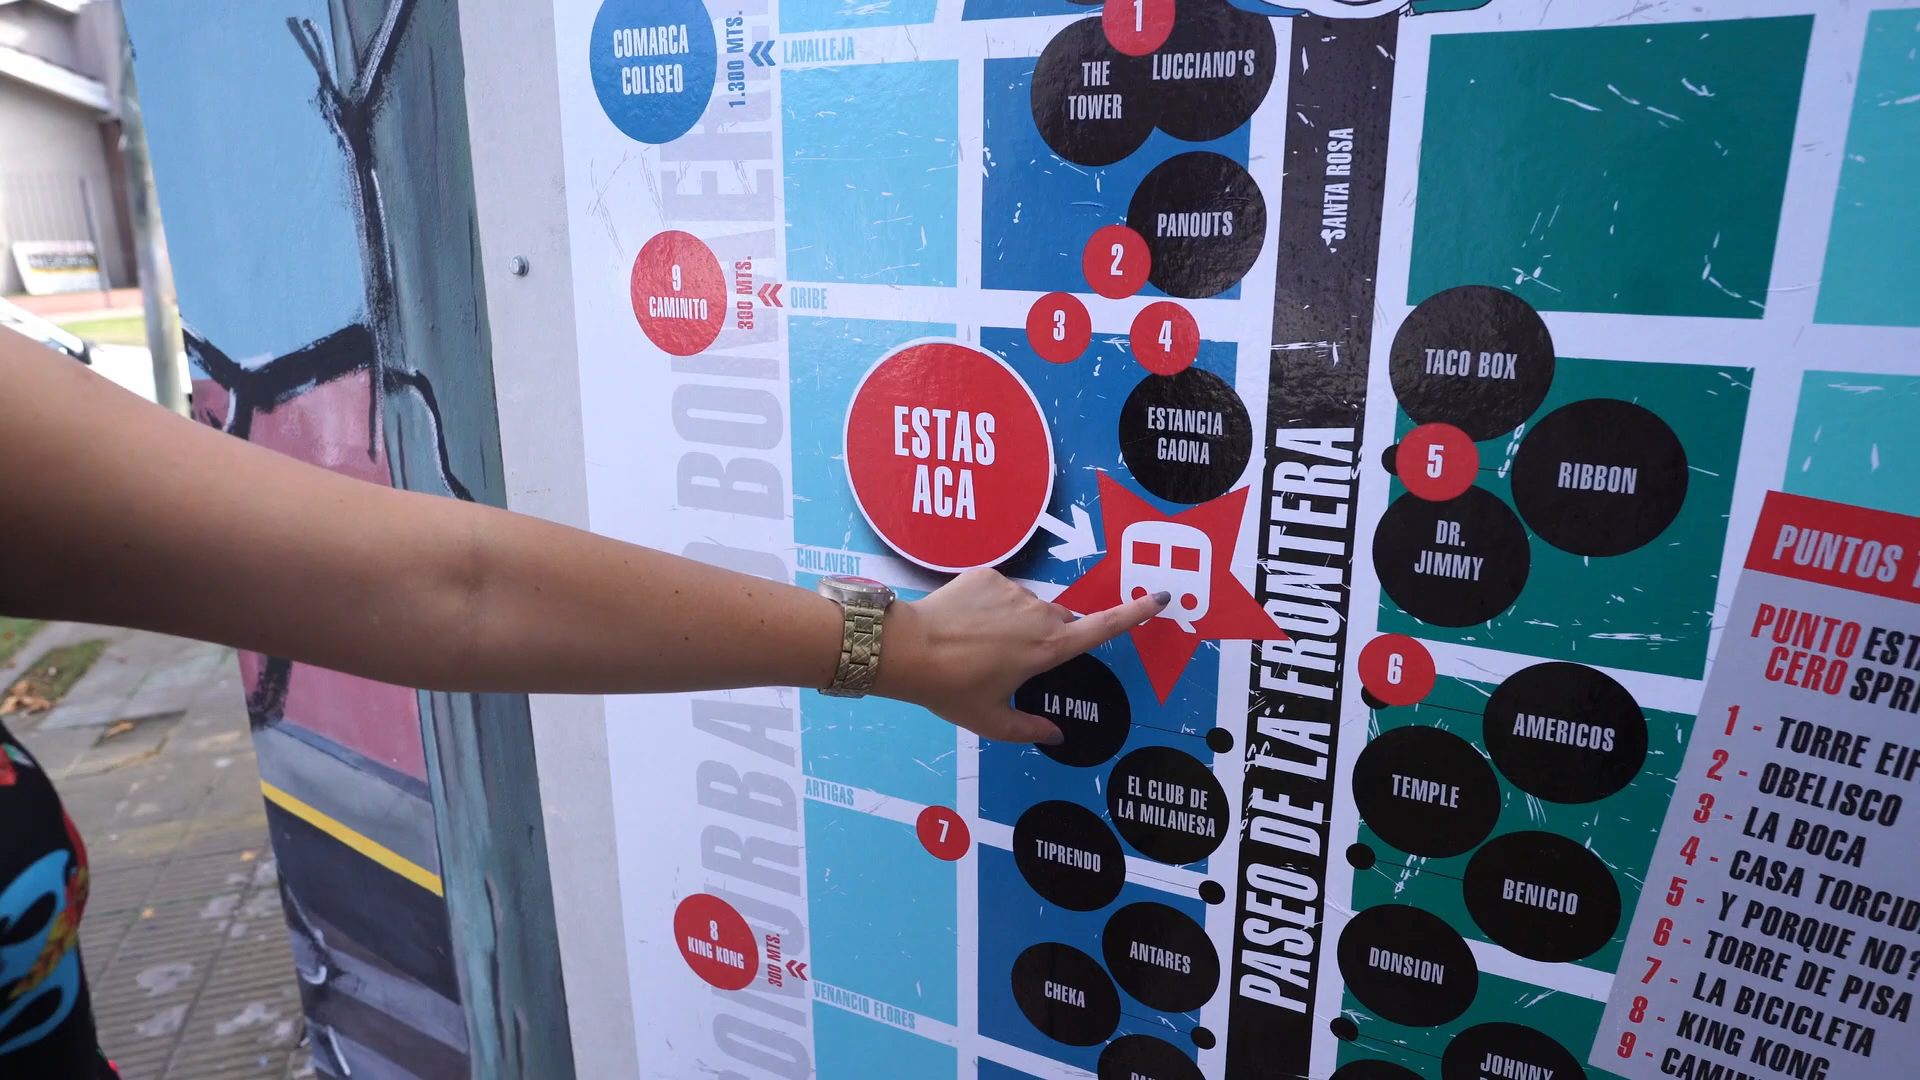 COMARCA
COLISEO
1.300 MTS.
LAVALLEJA
1
THE
TOWER
LUCCIANO'S
SANTA ROSA
PANOUTS
2
9
CAMINITO
300 MTS.
ORIBE
3
4
ESTAS
ACA
ESTANCIA
GAONA
TACO BOX
5
RIBBON
DR.
JIMMY
CHILAVERT
PASEO DE LA FRONTERA
6
LA PAVA
AMERICOS
EL CLUB DE
LA MILANESA
TEMPLE
ARTIGAS
7
TIPRENDO
BENICIO
8
KING KONG
300 MTS.
ANTARES
DONSION
CHEKA
VENANCIO FLORES
JOHNNY
PUNTOS
PUNTO
CERO
1 - TORRE EIF
2 - OBELISCO
3 - LA BOCA
4 - CASA TORCID
5 - Y PORQUE NO?
6 - TORRE DE PISA
7 - LA BICICLETA
8 - KING KONG
9 - CAMIN